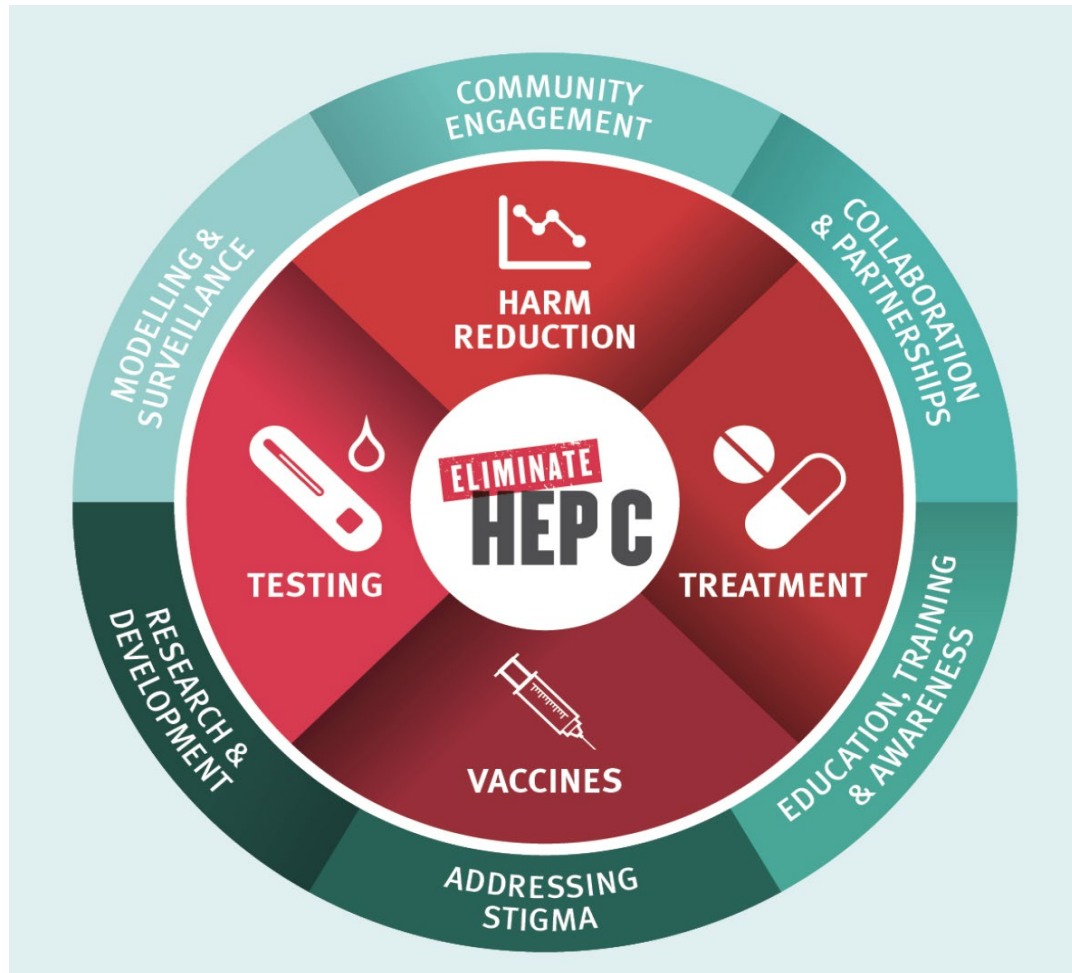 COMMUNITY
ENGAGEMENT
COLLABORATION
& PARTNERSHIPS
EDUCATION, TRAINING
& AWARENESS
ADDRESSING
STIGMA
RESEARCH &
DEVELOPMENT
MODELLING &
SURVEILLANCE
HARM
REDUCTION
TREATMENT
VACCINES
TESTING
ELIMINATE
HEP C